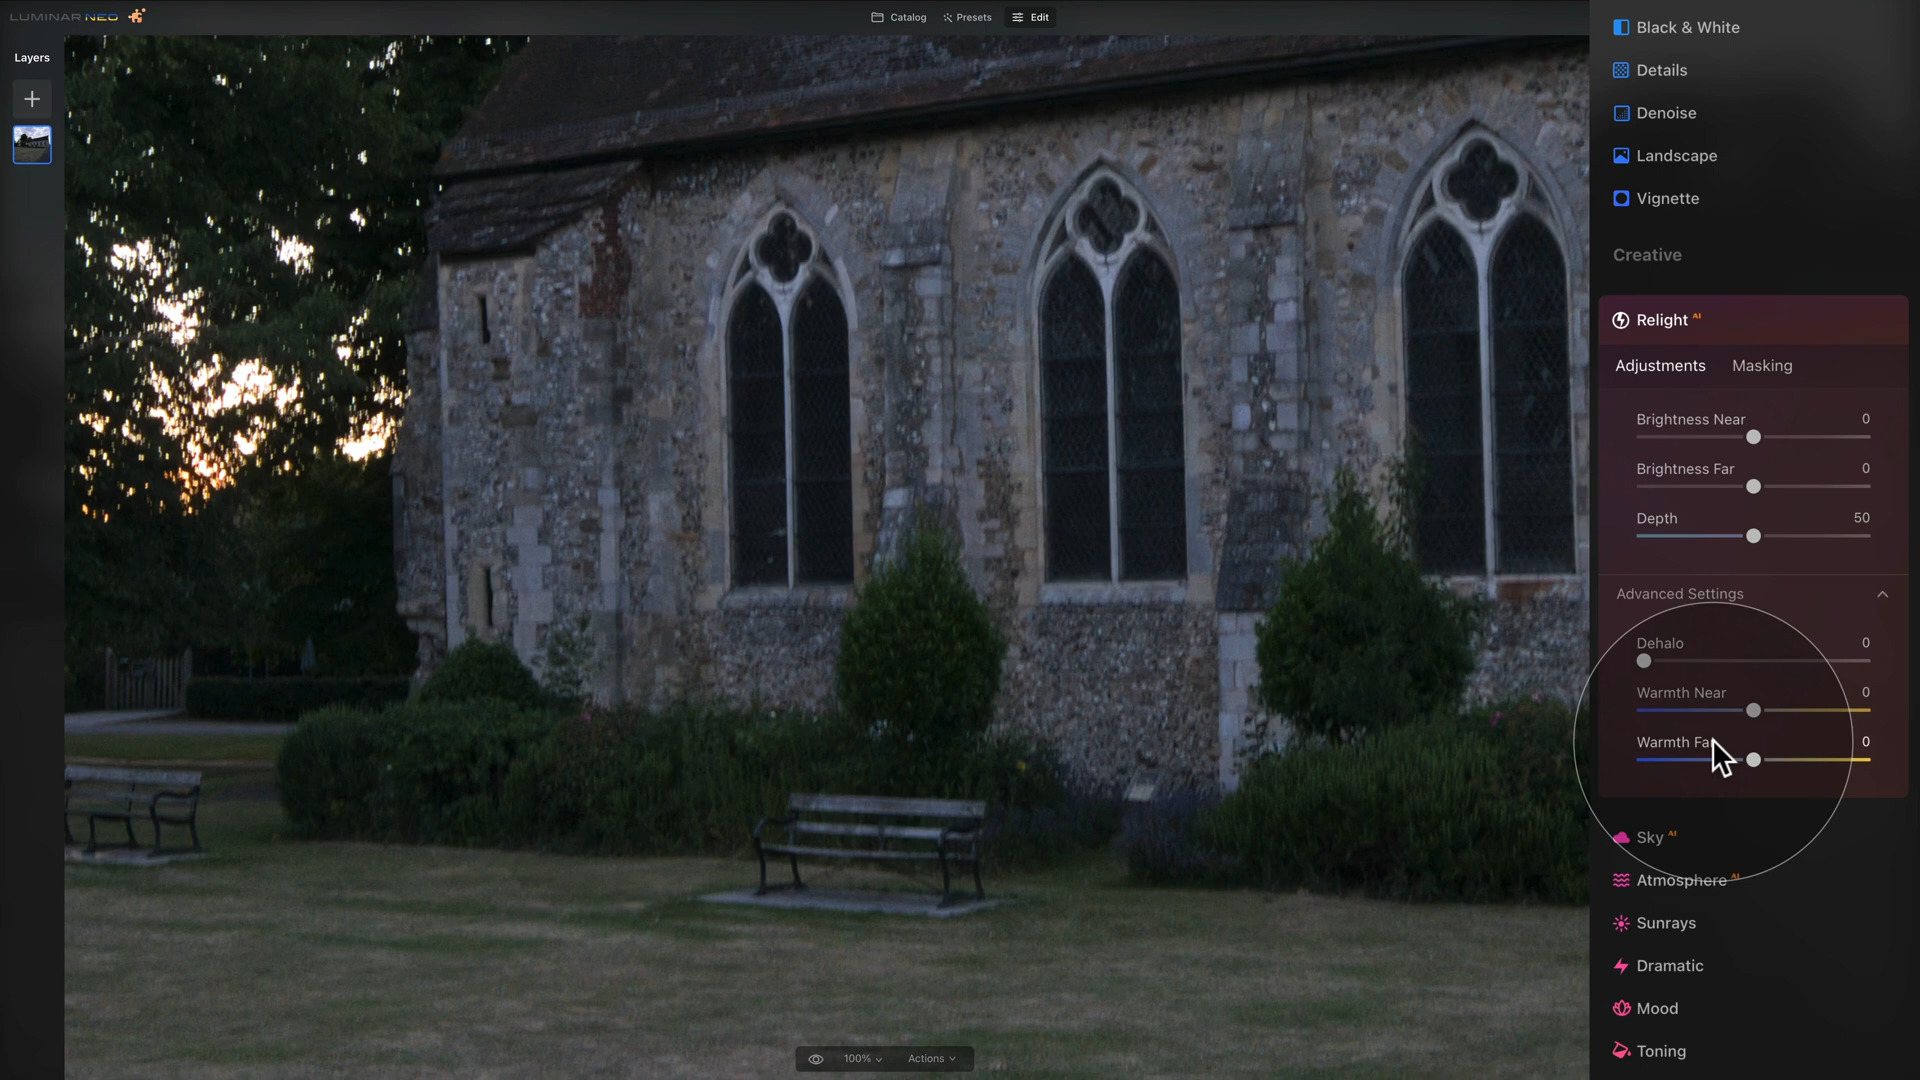 LUMINAR NEO
Catalog
Presets
Edit
Layers
Black & White
Details
Denoise
Landscape
Vignette
Creative
Relight AI
Adjustments
Masking
Brightness Near 0
Brightness Far 0
Depth 50
Advanced Settings
Dehalo 0
Warmth Near 0
Warmth Far 0
Sky AI
Atmosphere AI
Sunrays
Dramatic
Mood
Toning
100%
Actions